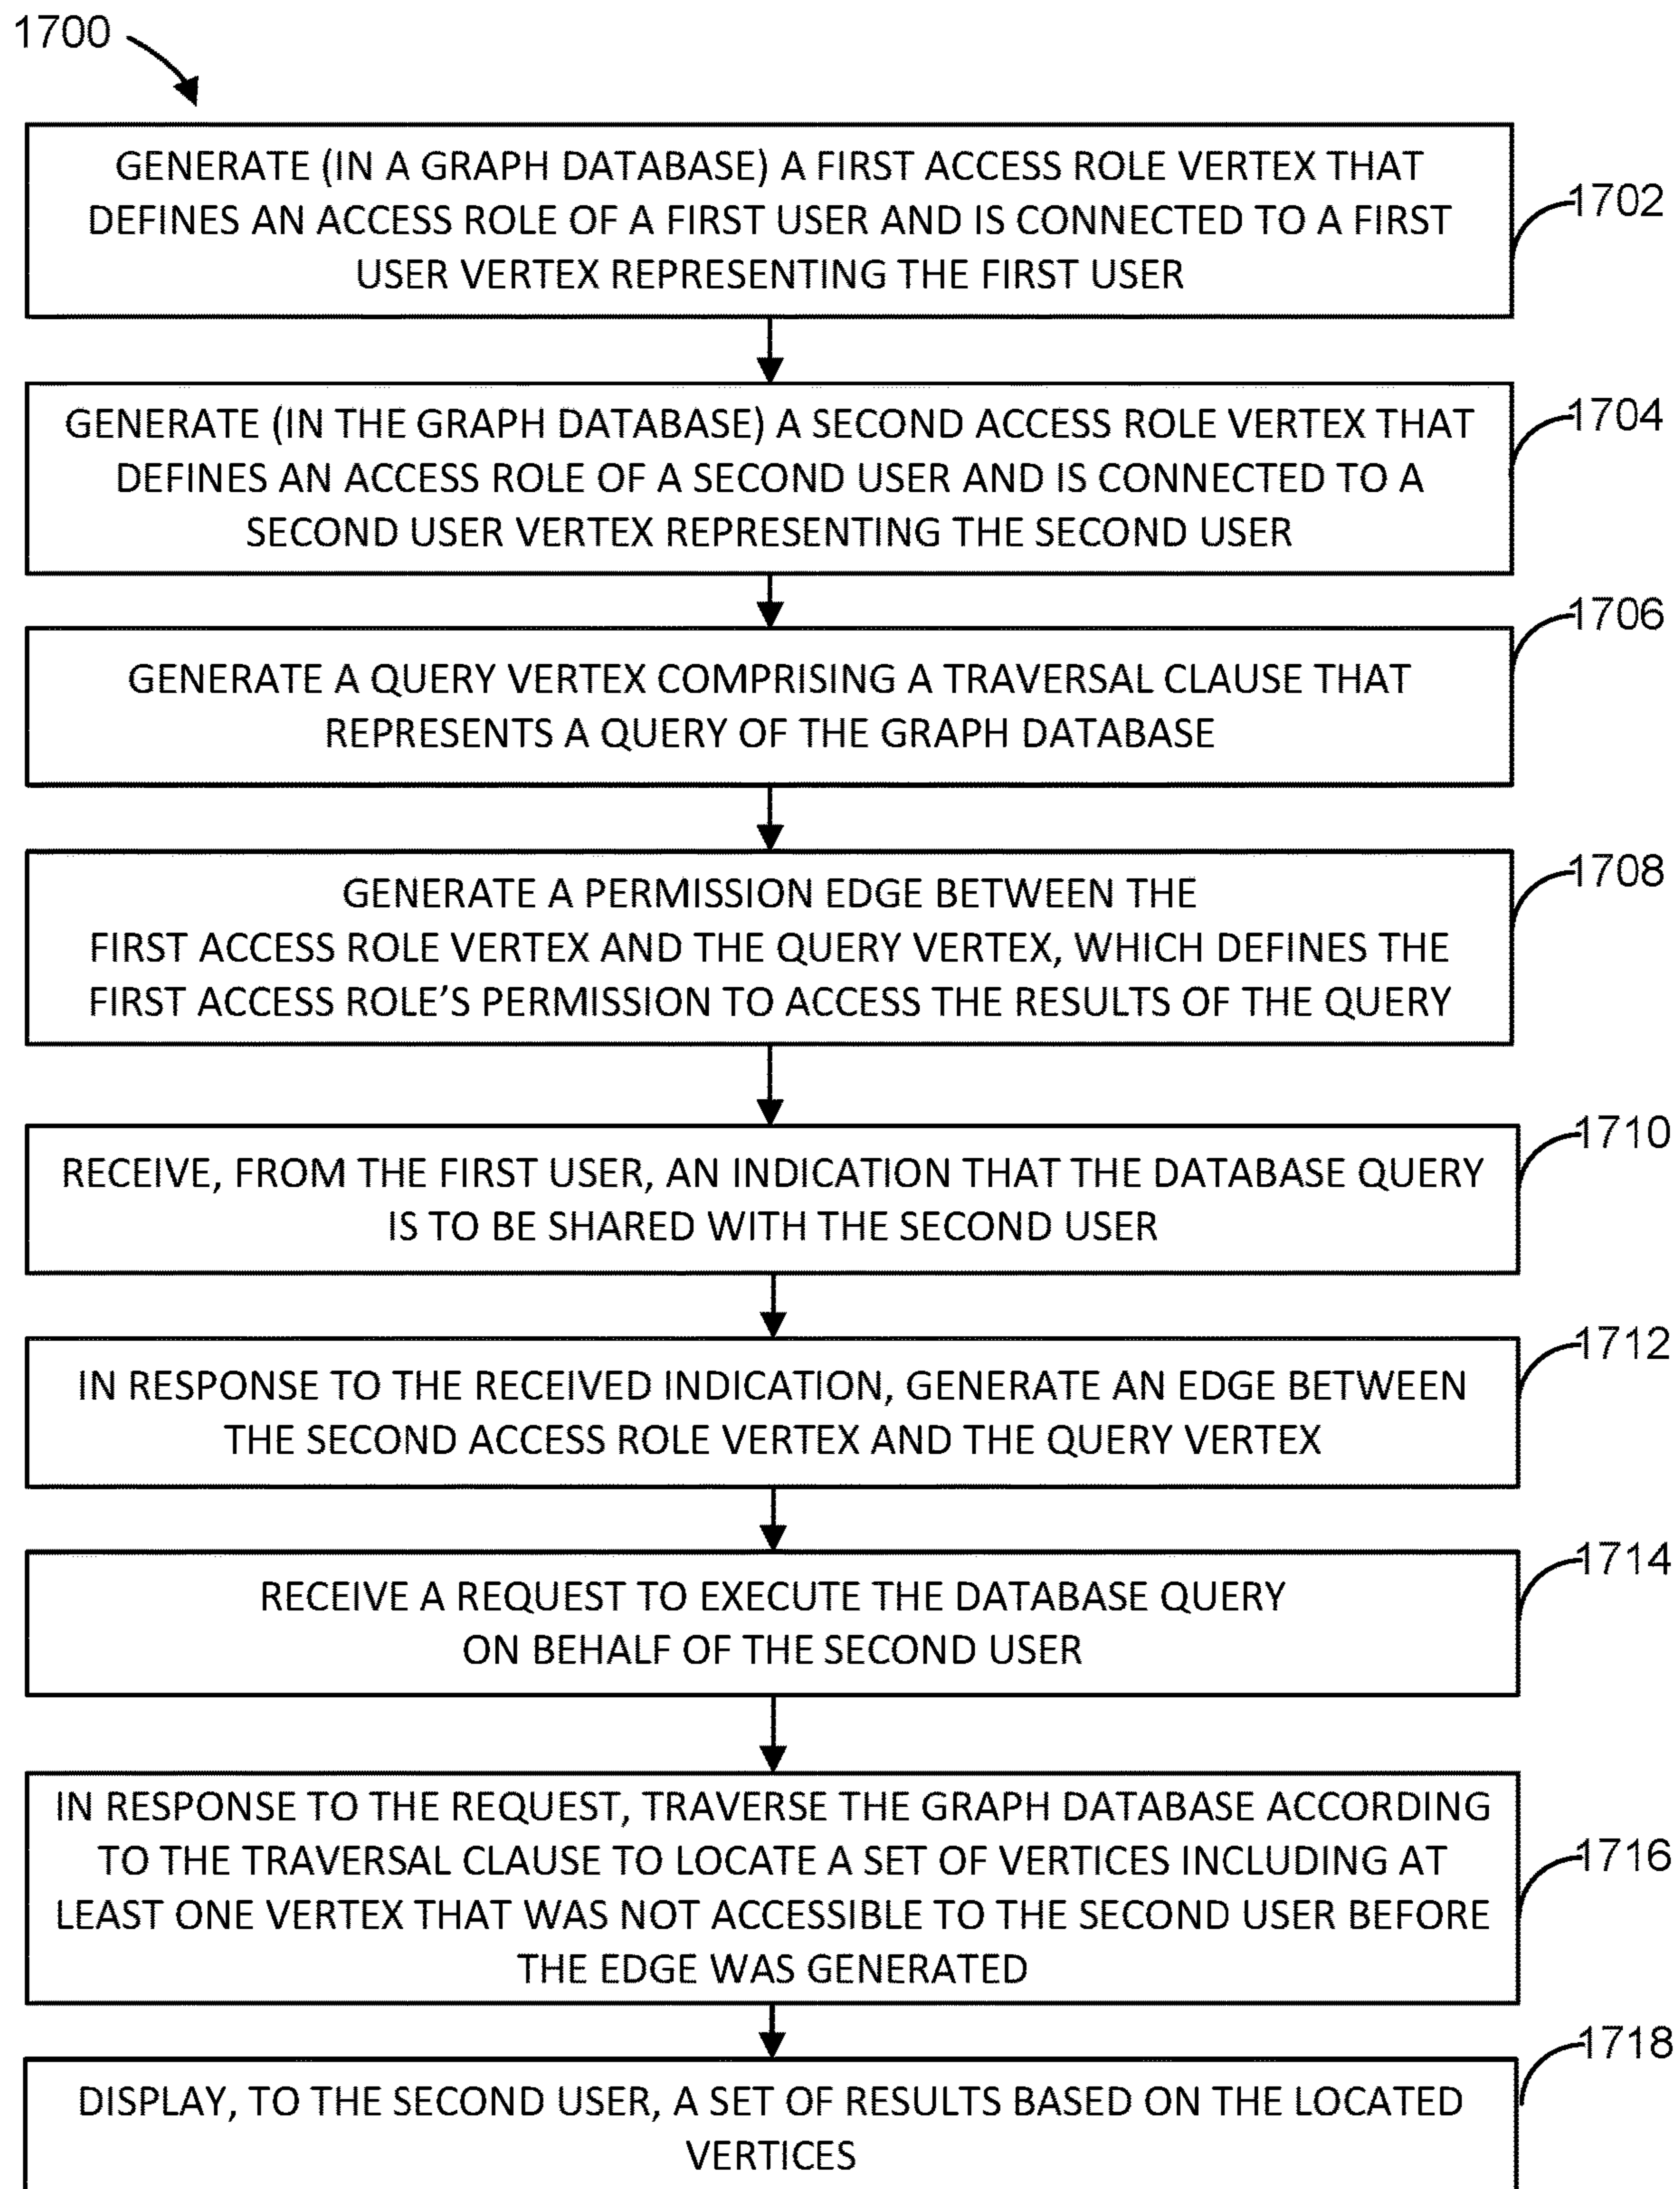 1700
GENERATE (IN A GRAPH DATABASE) A FIRST ACCESS ROLE VERTEX THAT
DEFINES AN ACCESS ROLE OF A FIRST USER AND IS CONNECTED TO A FIRST
USER VERTEX REPRESENTING THE FIRST USER
1702
GENERATE (IN THE GRAPH DATABASE) A SECOND ACCESS ROLE VERTEX THAT
DEFINES AN ACCESS ROLE OF A SECOND USER AND IS CONNECTED TO A
SECOND USER VERTEX REPRESENTING THE SECOND USER
1704
GENERATE A QUERY VERTEX COMPRISING A TRAVERSAL CLAUSE THAT
REPRESENTS A QUERY OF THE GRAPH DATABASE
1706
GENERATE A PERMISSION EDGE BETWEEN THE
FIRST ACCESS ROLE VERTEX AND THE QUERY VERTEX, WHICH DEFINES THE
FIRST ACCESS ROLE’S PERMISSION TO ACCESS THE RESULTS OF THE QUERY
1708
RECEIVE, FROM THE FIRST USER, AN INDICATION THAT THE DATABASE QUERY
IS TO BE SHARED WITH THE SECOND USER
1710
IN RESPONSE TO THE RECEIVED INDICATION, GENERATE AN EDGE BETWEEN
THE SECOND ACCESS ROLE VERTEX AND THE QUERY VERTEX
1712
RECEIVE A REQUEST TO EXECUTE THE DATABASE QUERY
ON BEHALF OF THE SECOND USER
1714
IN RESPONSE TO THE REQUEST, TRAVERSE THE GRAPH DATABASE ACCORDING
TO THE TRAVERSAL CLAUSE TO LOCATE A SET OF VERTICES INCLUDING AT
LEAST ONE VERTEX THAT WAS NOT ACCESSIBLE TO THE SECOND USER BEFORE
THE EDGE WAS GENERATED
1716
DISPLAY, TO THE SECOND USER, A SET OF RESULTS BASED ON THE LOCATED
VERTICES
1718